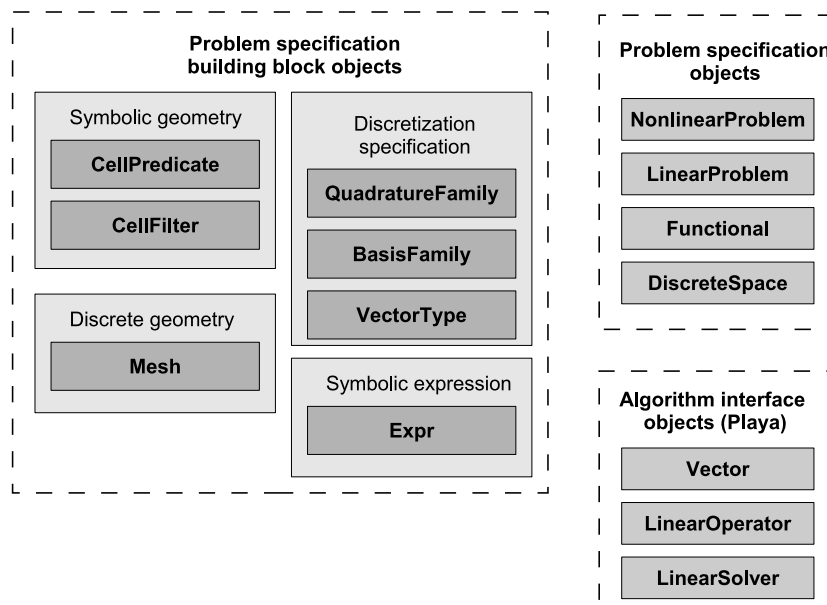 Problem specification
building block objects
Symbolic geometry
CellPredicate
CellFilter
Discrete geometry
Mesh
Discretization
specification
QuadratureFamily
BasisFamily
VectorType
Symbolic expression
Expr
Problem specification
objects
NonlinearProblem
LinearProblem
Functional
DiscreteSpace
Algorithm interface
objects (Playa)
Vector
LinearOperator
LinearSolver